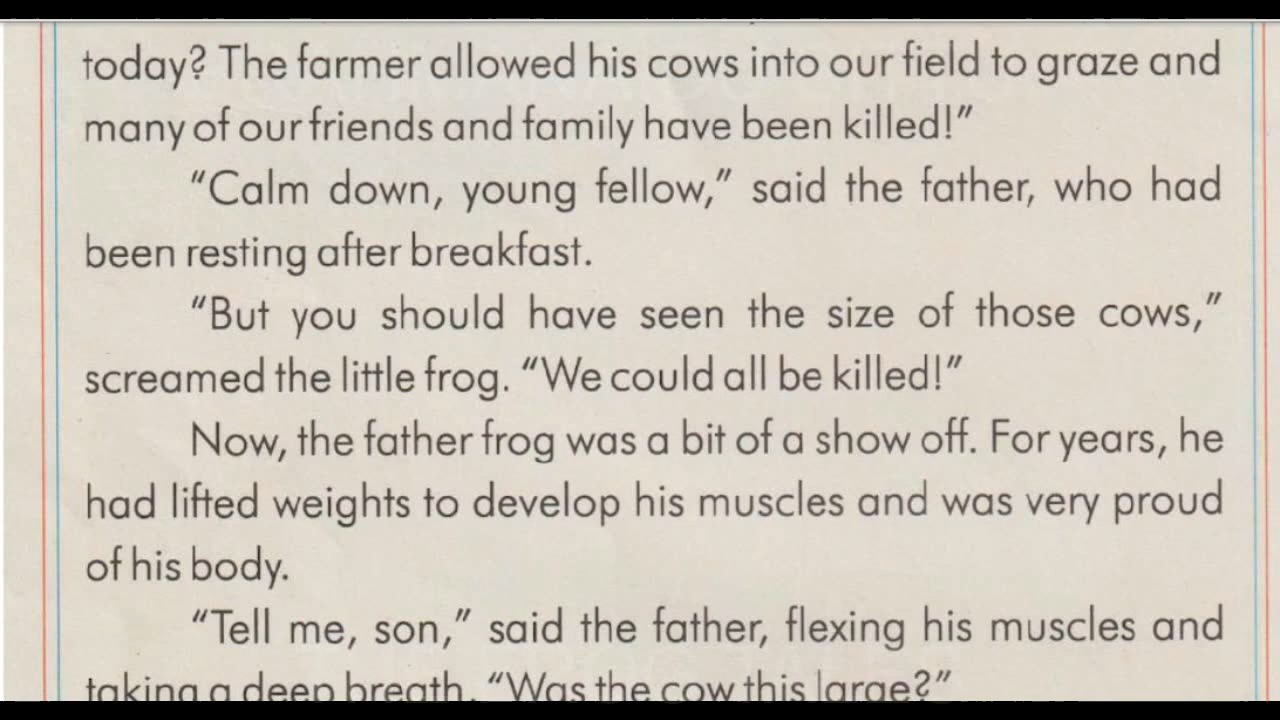 today? The farmer allowed his cows into our field to graze and
many of our friends and family have been killed!”
“Calm down, young fellow,” said the father, who had
been resting after breakfast.
“But you should have seen the size of those cows,”
screamed the little frog. “We could all be killed!”
Now, the father frog was a bit of a show off. For years, he
had lifted weights to develop his muscles and was very proud
of his body.
“Tell me, son,” said the father, flexing his muscles and
taking a deep breath. “Was the cow this large?”